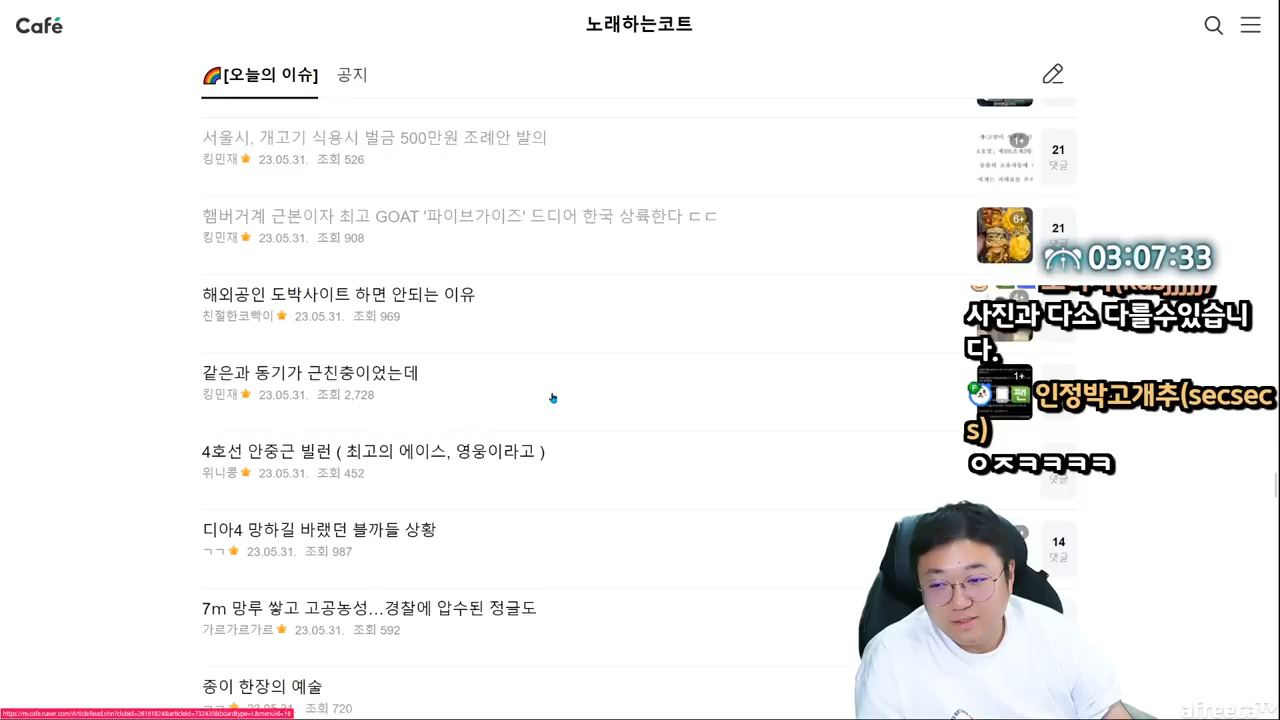 Café
노래하는코트
🌈[오늘의 이슈] 공지
서울시, 개고기 식용시 벌금 500만원 조례안 발의
킹민재 23.05.31. 조회 526
1+
21
댓글
햄버거계 근본이자 최고 GOAT '파이브가이즈' 드디어 한국 상륙한다 ㄷㄷ
킹민재 23.05.31. 조회 908
6+
21
03:07:33
해외공인 도박사이트 하면 안되는 이유
친절한코빡이 23.05.31. 조회 969
사진과 다소 다를수있습니
다.
같은과 동기가 근친충이었는데
킹민재 23.05.31. 조회 2,728
1+
인정박고개추(secsec
s)
ㅇㅈㅋㅋㅋㅋ
4호선 안중근 빌런 ( 최고의 에이스, 영웅이라고 )
위니콩 23.05.31. 조회 452
댓글
디아4 망하길 바랬던 블까들 상황
ㄱㄱ 23.05.31. 조회 987
14
댓글
7m 망루 쌓고 고공농성…경찰에 압수된 정글도
가르가르가르 23.05.31. 조회 592
종이 한장의 예술
ㄱㄱ 23.05.31. 조회 720
afreecaTV